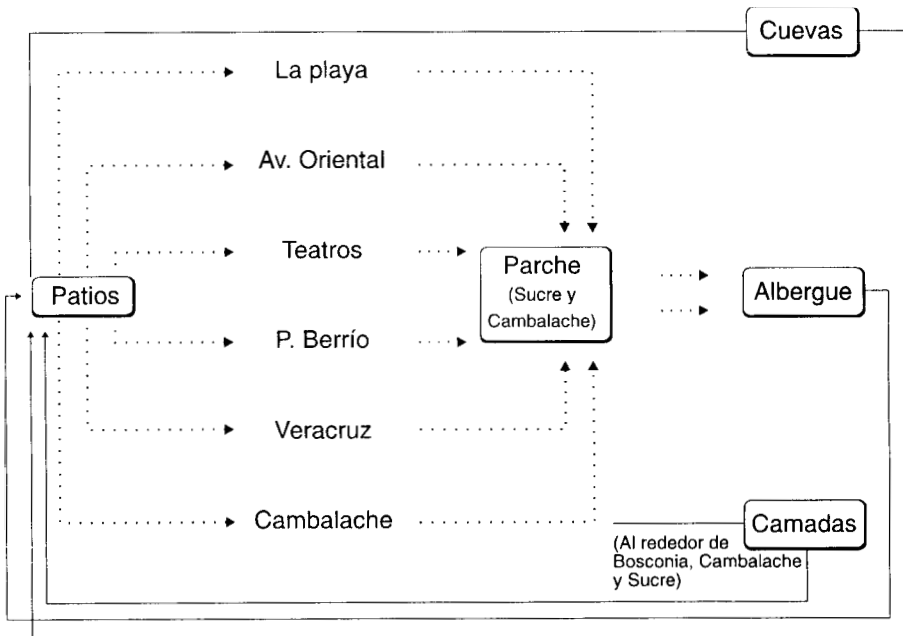 Cuevas
La playa
Av. Oriental
Teatros
Patios
Parche
(Sucre y
Cambalache)
Albergue
P. Berrío
Veracruz
Cambalache
Camadas
(Al rededor de
Bosconia, Cambalache
y Sucre)